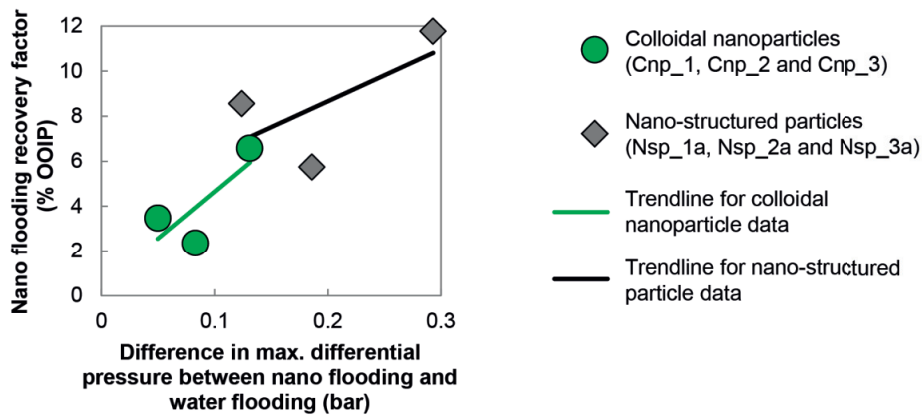 Nano flooding recovery factor
(% OOIP)
12
10
8
6
4
2
0
0
0.1
0.2
0.3
Difference in max. differential
pressure between nano flooding and
water flooding (bar)
Colloidal nanoparticles
(Cnp_1, Cnp_2 and Cnp_3)
Nano-structured particles
(Nsp_1a, Nsp_2a and Nsp_3a)
Trendline for colloidal
nanoparticle data
Trendline for nano-structured
particle data